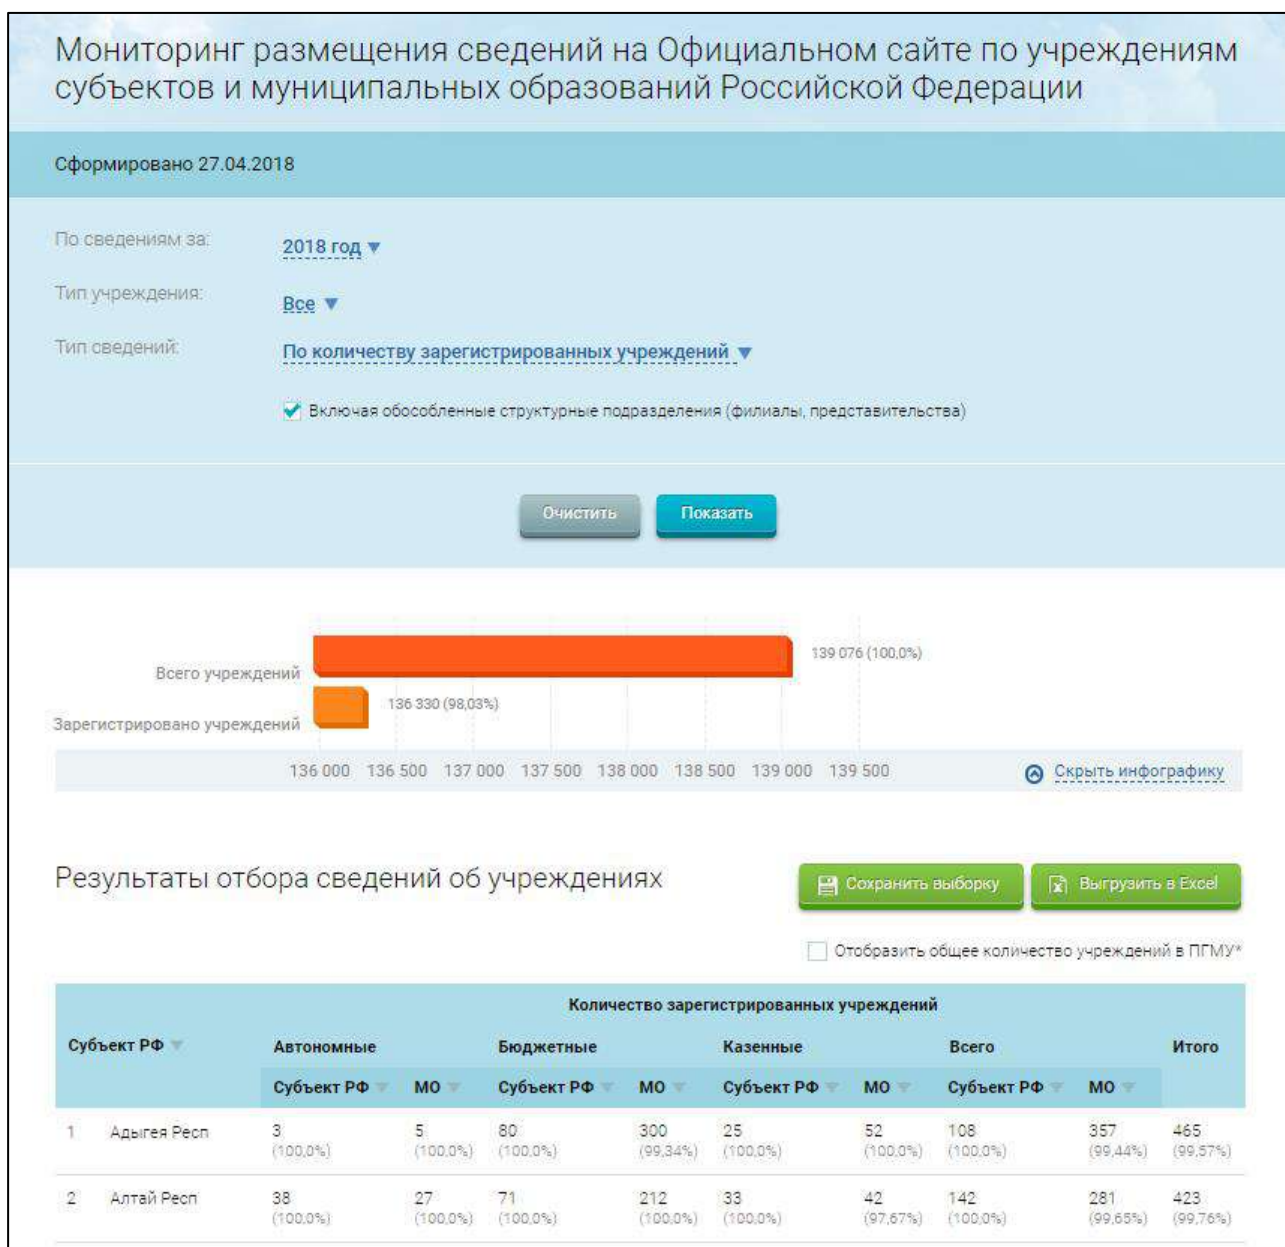 Мониторинг размещения сведений на Официальном сайте по учреждениям
субъектов и муниципальных образований Российской Федерации
Сформировано 27.04.2018
По сведениям за: 2018 год
Тип учреждения: Все
Тип сведений: По количеству зарегистрированных учреждений
Включая обособленные структурные подразделения (филиалы, представительства)
Очистить Показать
Всего учреждений 139 076 (100,0%)
Зарегистрировано учреждений 136 330 (98,03%)
136 000 136 500 137 000 137 500 138 000 138 500 139 000 139 500 Скрыть инфографику
Результаты отбора сведений об учреждениях Сохранить выборку Выгрузить в Excel
Отобразить общее количество учреждений в ПГМУ*
Количество зарегистрированных учреждений
Субъект РФ Автономные Бюджетные Казенные Всего Итого
Субъект РФ МО Субъект РФ МО Субъект РФ МО Субъект РФ МО
1 Адыгея Респ 3 5 80 300 25 52 108 357 465
(100,0%) (100,0%) (100,0%) (99,34%) (100,0%) (100,0%) (100,0%) (99,44%) (99,57%)
2 Алтай Респ 38 27 71 212 33 42 142 281 423
(100,0%) (100,0%) (100,0%) (100,0%) (100,0%) (97,67%) (100,0%) (99,65%) (99,76%)